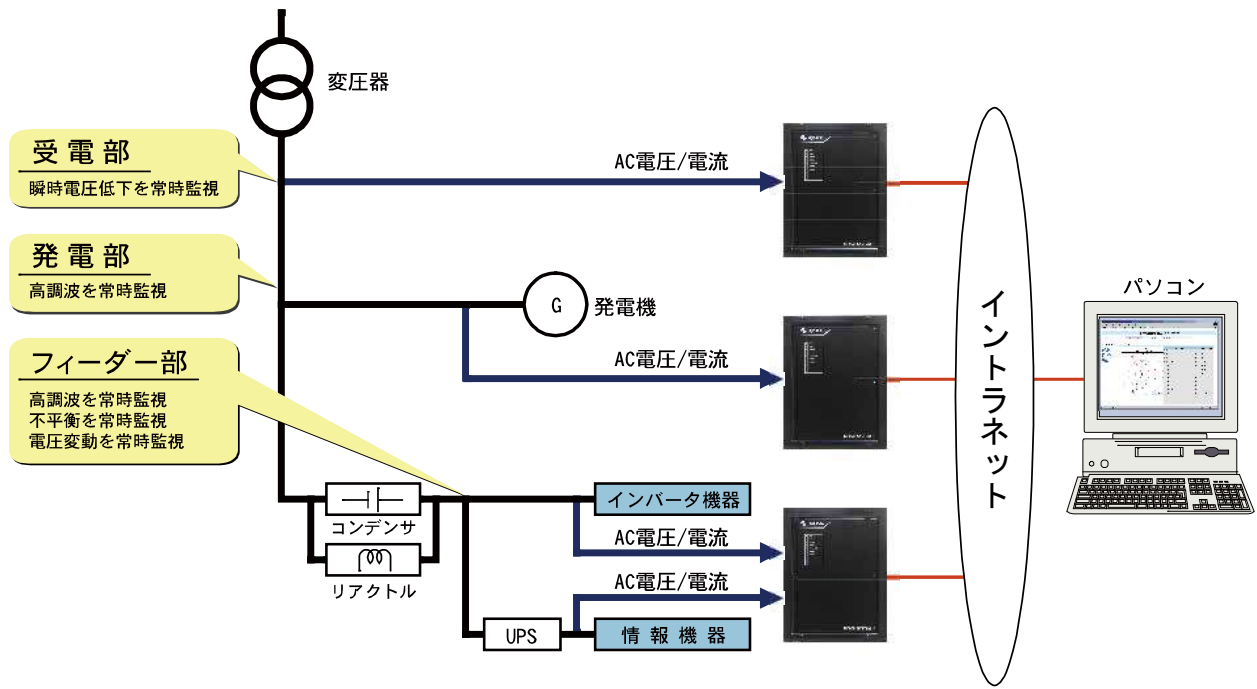 変圧器
受電部
瞬時電圧低下を常時監視
AC電圧/電流
発電部
高調波を常時監視
G
発電機
AC電圧/電流
フィーダー部
高調波を常時監視
不平衡を常時監視
電圧変動を常時監視
コンデンサ
リアクトル
インバータ機器
AC電圧/電流
AC電圧/電流
UPS
情報機器
イントラネット
パソコン